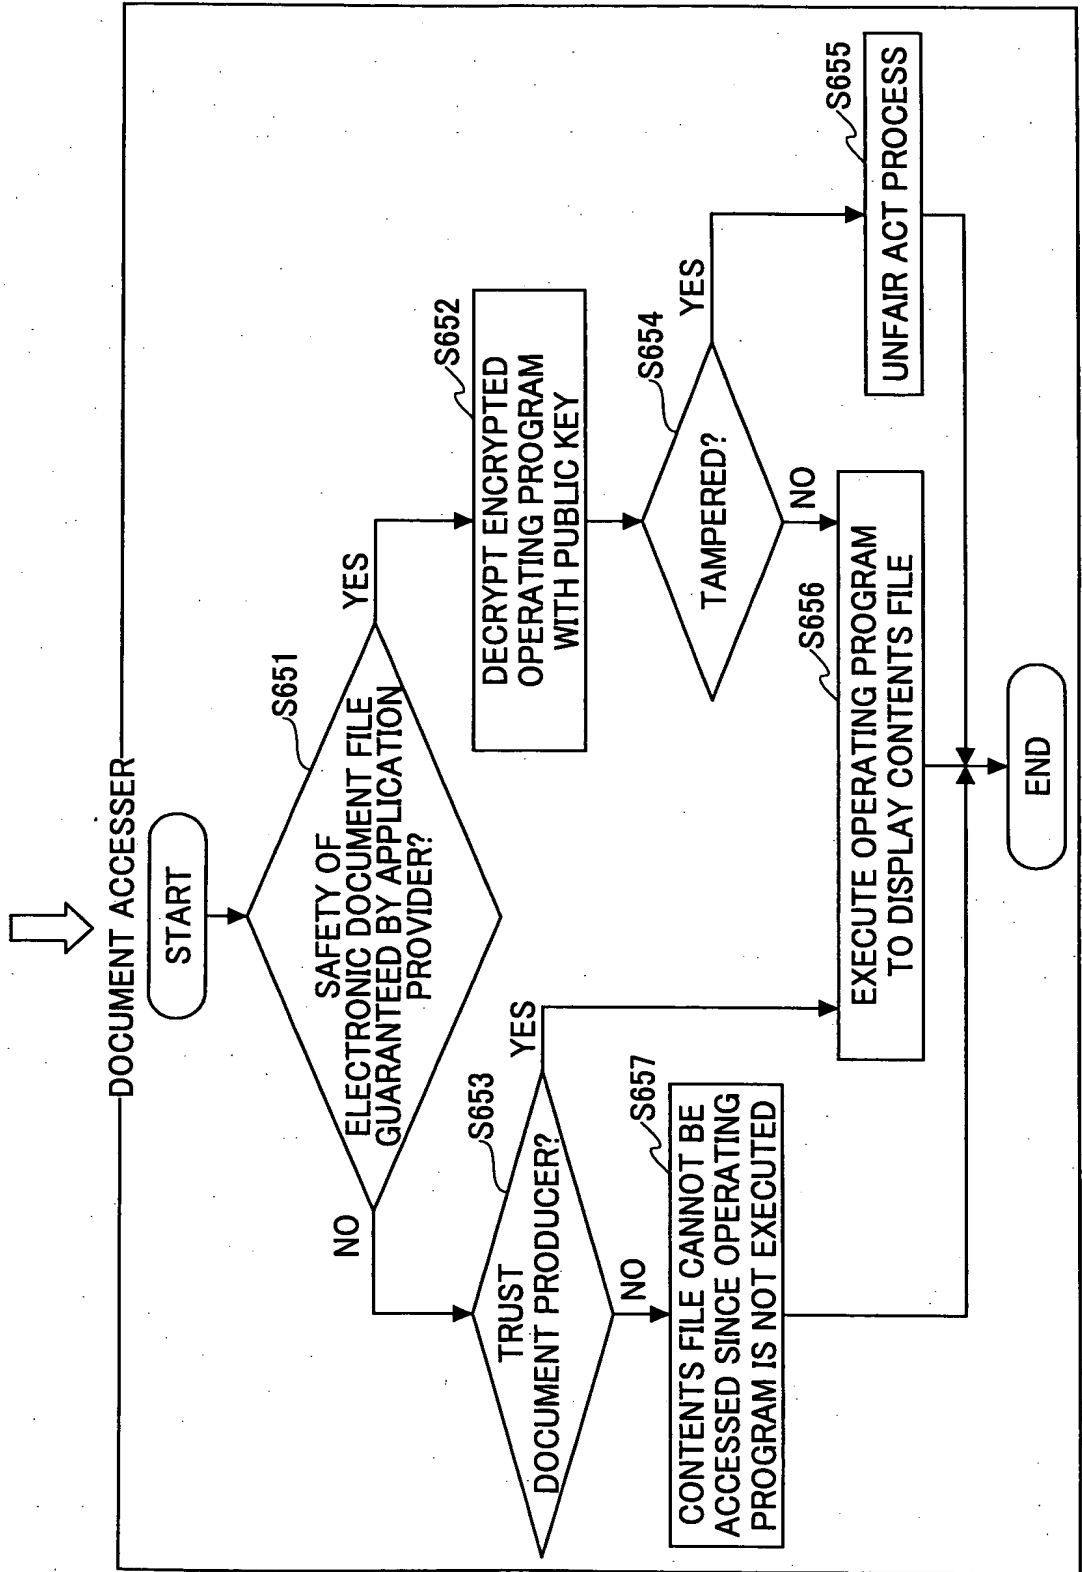 DOCUMENT ACCESSER
START
S651
SAFETY OF
ELECTRONIC DOCUMENT FILE
GUARANTEED BY APPLICATION
PROVIDER?
NO
YES
S653
TRUST
DOCUMENT PRODUCER?
YES
NO
S652
DECRYPT ENCRYPTED
OPERATING PROGRAM
WITH PUBLIC KEY
S654
TAMPERED?
YES
NO
S657
CONTENTS FILE CANNOT BE
ACCESSED SINCE OPERATING
PROGRAM IS NOT EXECUTED
S656
EXECUTE OPERATING PROGRAM
TO DISPLAY CONTENTS FILE
S655
UNFAIR ACT PROCESS
END